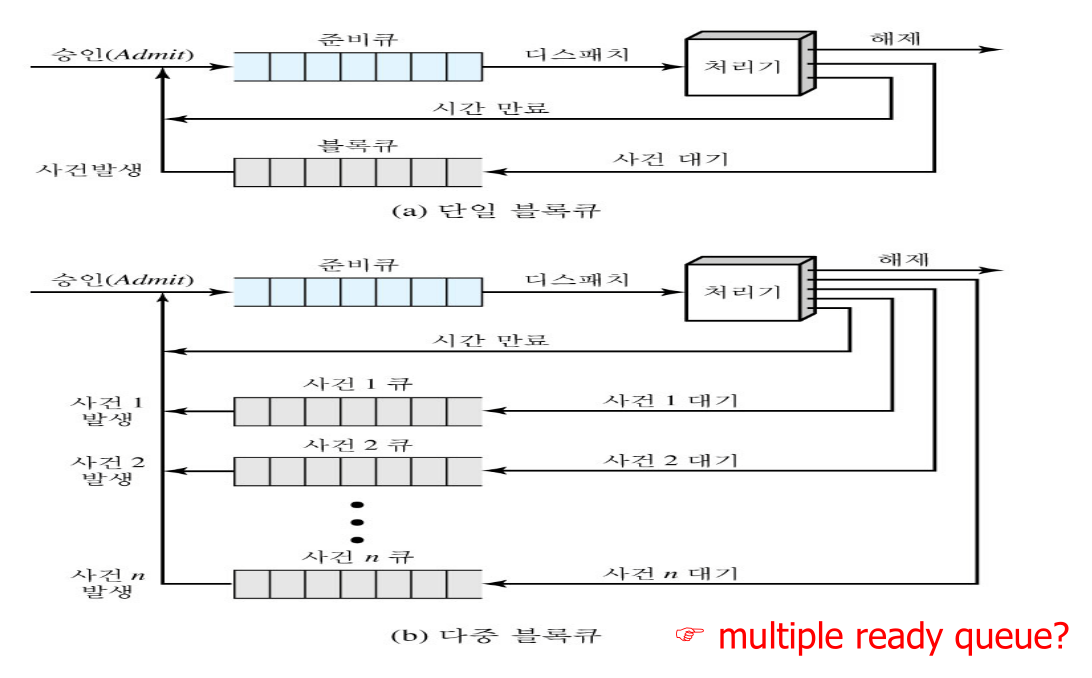 승인(Admit)
준비큐
디스패치
처리기
해제
시간 만료
블록큐
사건 대기
사건발생
(a) 단일 블록큐
승인(Admit)
준비큐
디스패치
처리기
해제
시간 만료
사건 1 큐
사건 1
발생
사건 1 대기
사건 2 큐
사건 2
발생
사건 2 대기
사건 n 큐
사건 n
발생
사건 n 대기
(b) 다중 블록큐
☞ multiple ready queue?